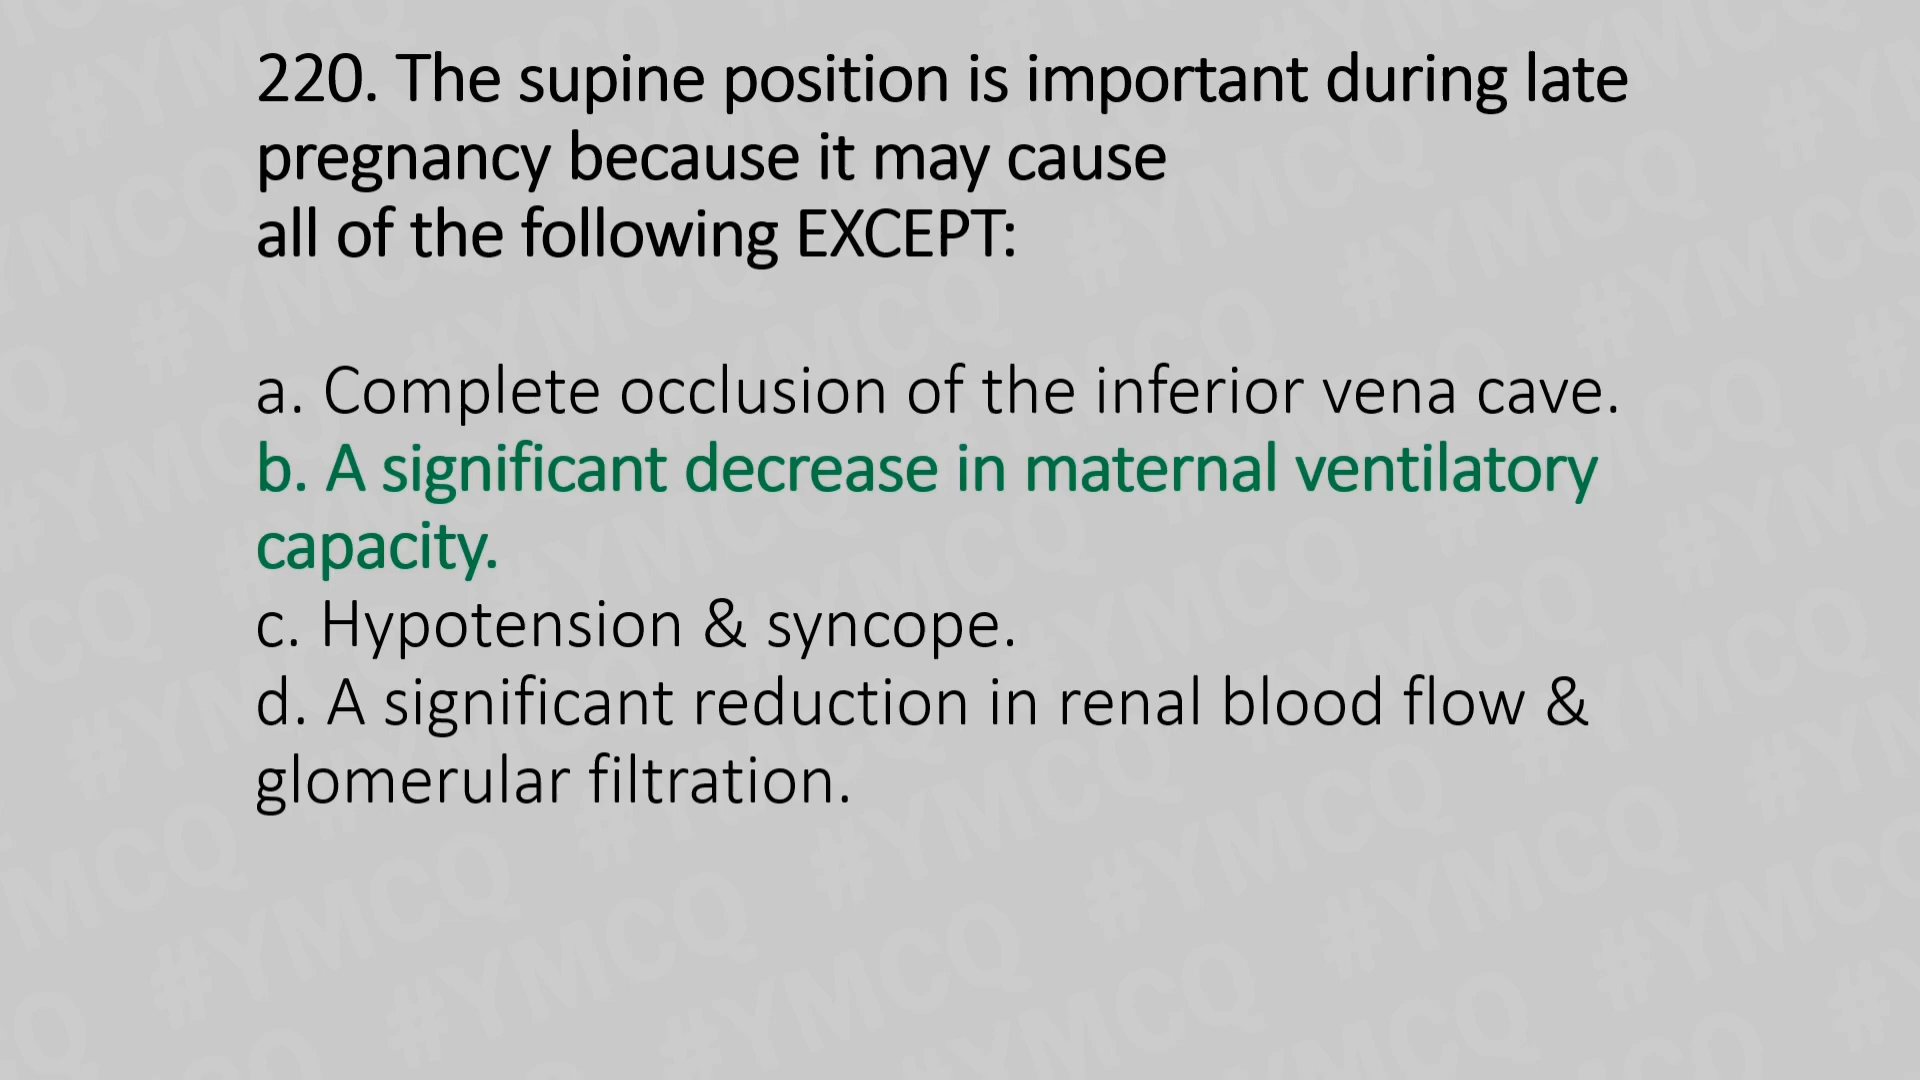 220. The supine position is important during late
pregnancy because it may cause
all of the following EXCEPT:
a. Complete occlusion of the inferior vena cave.
b. A significant decrease in maternal ventilatory
capacity.
c. Hypotension & syncope.
d. A significant reduction in renal blood flow &
glomerular filtration.
#YMCQ